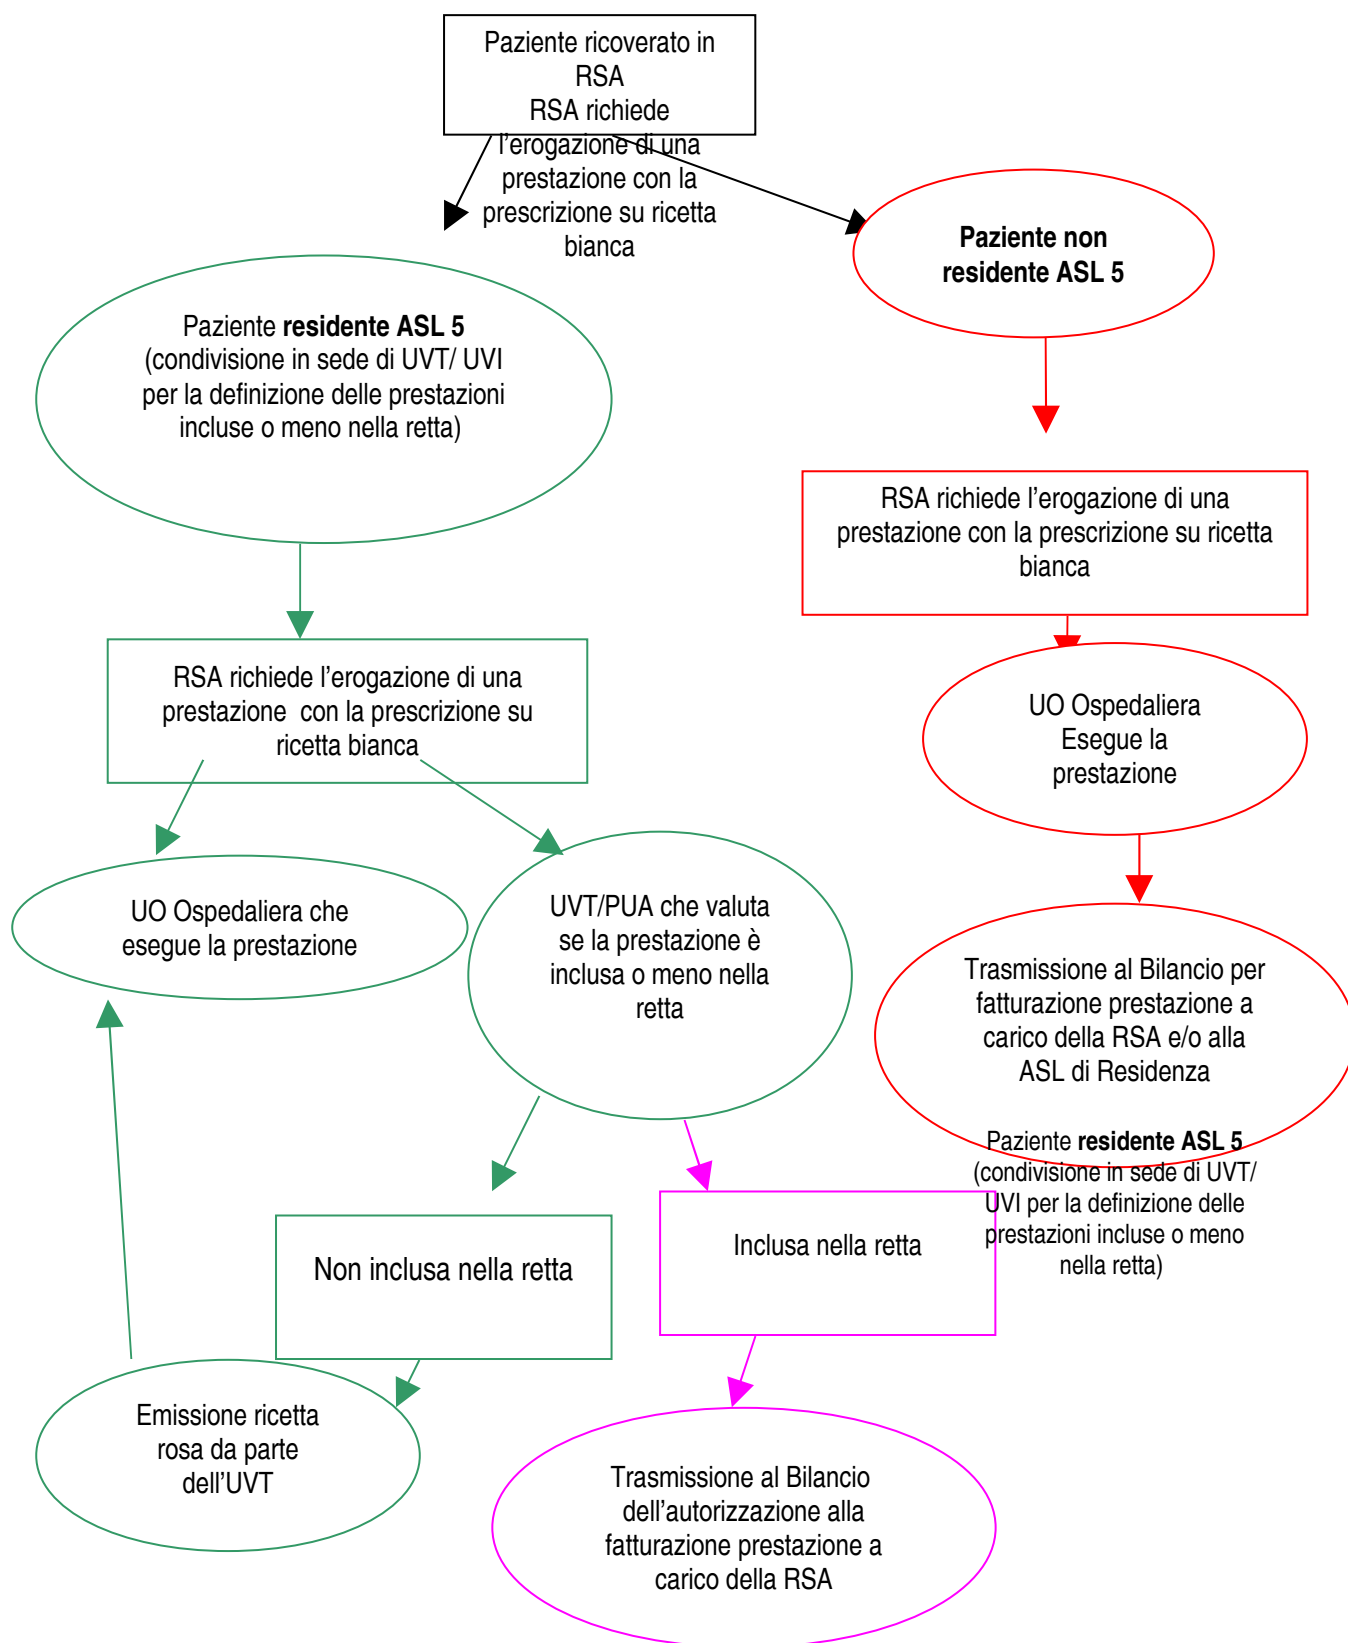 Paziente ricoverato in
RSA
RSA richiede
l’erogazione di una
prestazione con la
prescrizione su ricetta
bianca
Paziente non
residente ASL 5
Paziente residente ASL 5
(condivisione in sede di UVT/ UVI
per la definizione delle prestazioni
incluse o meno nella retta)
RSA richiede l’erogazione di una
prestazione con la prescrizione su ricetta
bianca
RSA richiede l’erogazione di una
prestazione  con la prescrizione su
ricetta bianca
UO Ospedaliera
Esegue la
prestazione
UO Ospedaliera che
esegue la prestazione
UVT/PUA che valuta
se la prestazione è
inclusa o meno nella
retta
Trasmissione al Bilancio per
fatturazione prestazione a
carico della RSA e/o alla
ASL di Residenza
Paziente residente ASL 5
(condivisione in sede di UVT/
UVI per la definizione delle
prestazioni incluse o meno
nella retta)
Non inclusa nella retta
Inclusa nella retta
Emissione ricetta
rosa da parte
dell’UVT
Trasmissione al Bilancio
dell’autorizzazione alla
fatturazione prestazione a
carico della RSA